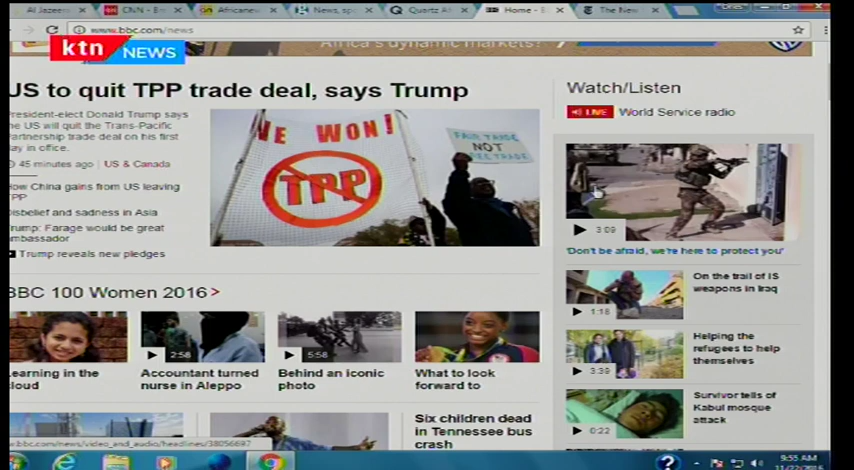 Al Jazeera
CNN - En
Africanew
News, sp
Quartz Af
Home - B
The New
www.bbc.com/news
ktn NEWS
Africa's dynamic markets?
US to quit TPP trade deal, says Trump
President-elect Donald Trump says
the US will quit the Trans-Pacific
Partnership trade deal on his first
day in office.
45 minutes ago | US & Canada
How China gains from US leaving
TPP
Disbelief and sadness in Asia
Trump: Farage would be great
ambassador
Trump reveals new pledges
WE WON!
TPP
FAIR TRADE
NOT
FREE TRADE
Watch/Listen
LIVE World Service radio
3:09
'Don't be afraid, we're here to protect you'
1:18
On the trail of IS
weapons in Iraq
3:39
Helping the
refugees to help
themselves
0:22
Survivor tells of
Kabul mosque
attack
BBC 100 Women 2016>
Learning in the
cloud
2:58
Accountant turned
nurse in Aleppo
5:58
Behind an iconic
photo
What to look
forward to
Six children dead
in Tennessee bus
crash
w.bbc.com/news/video_and_audio/headlines/38056697
9:55 AM